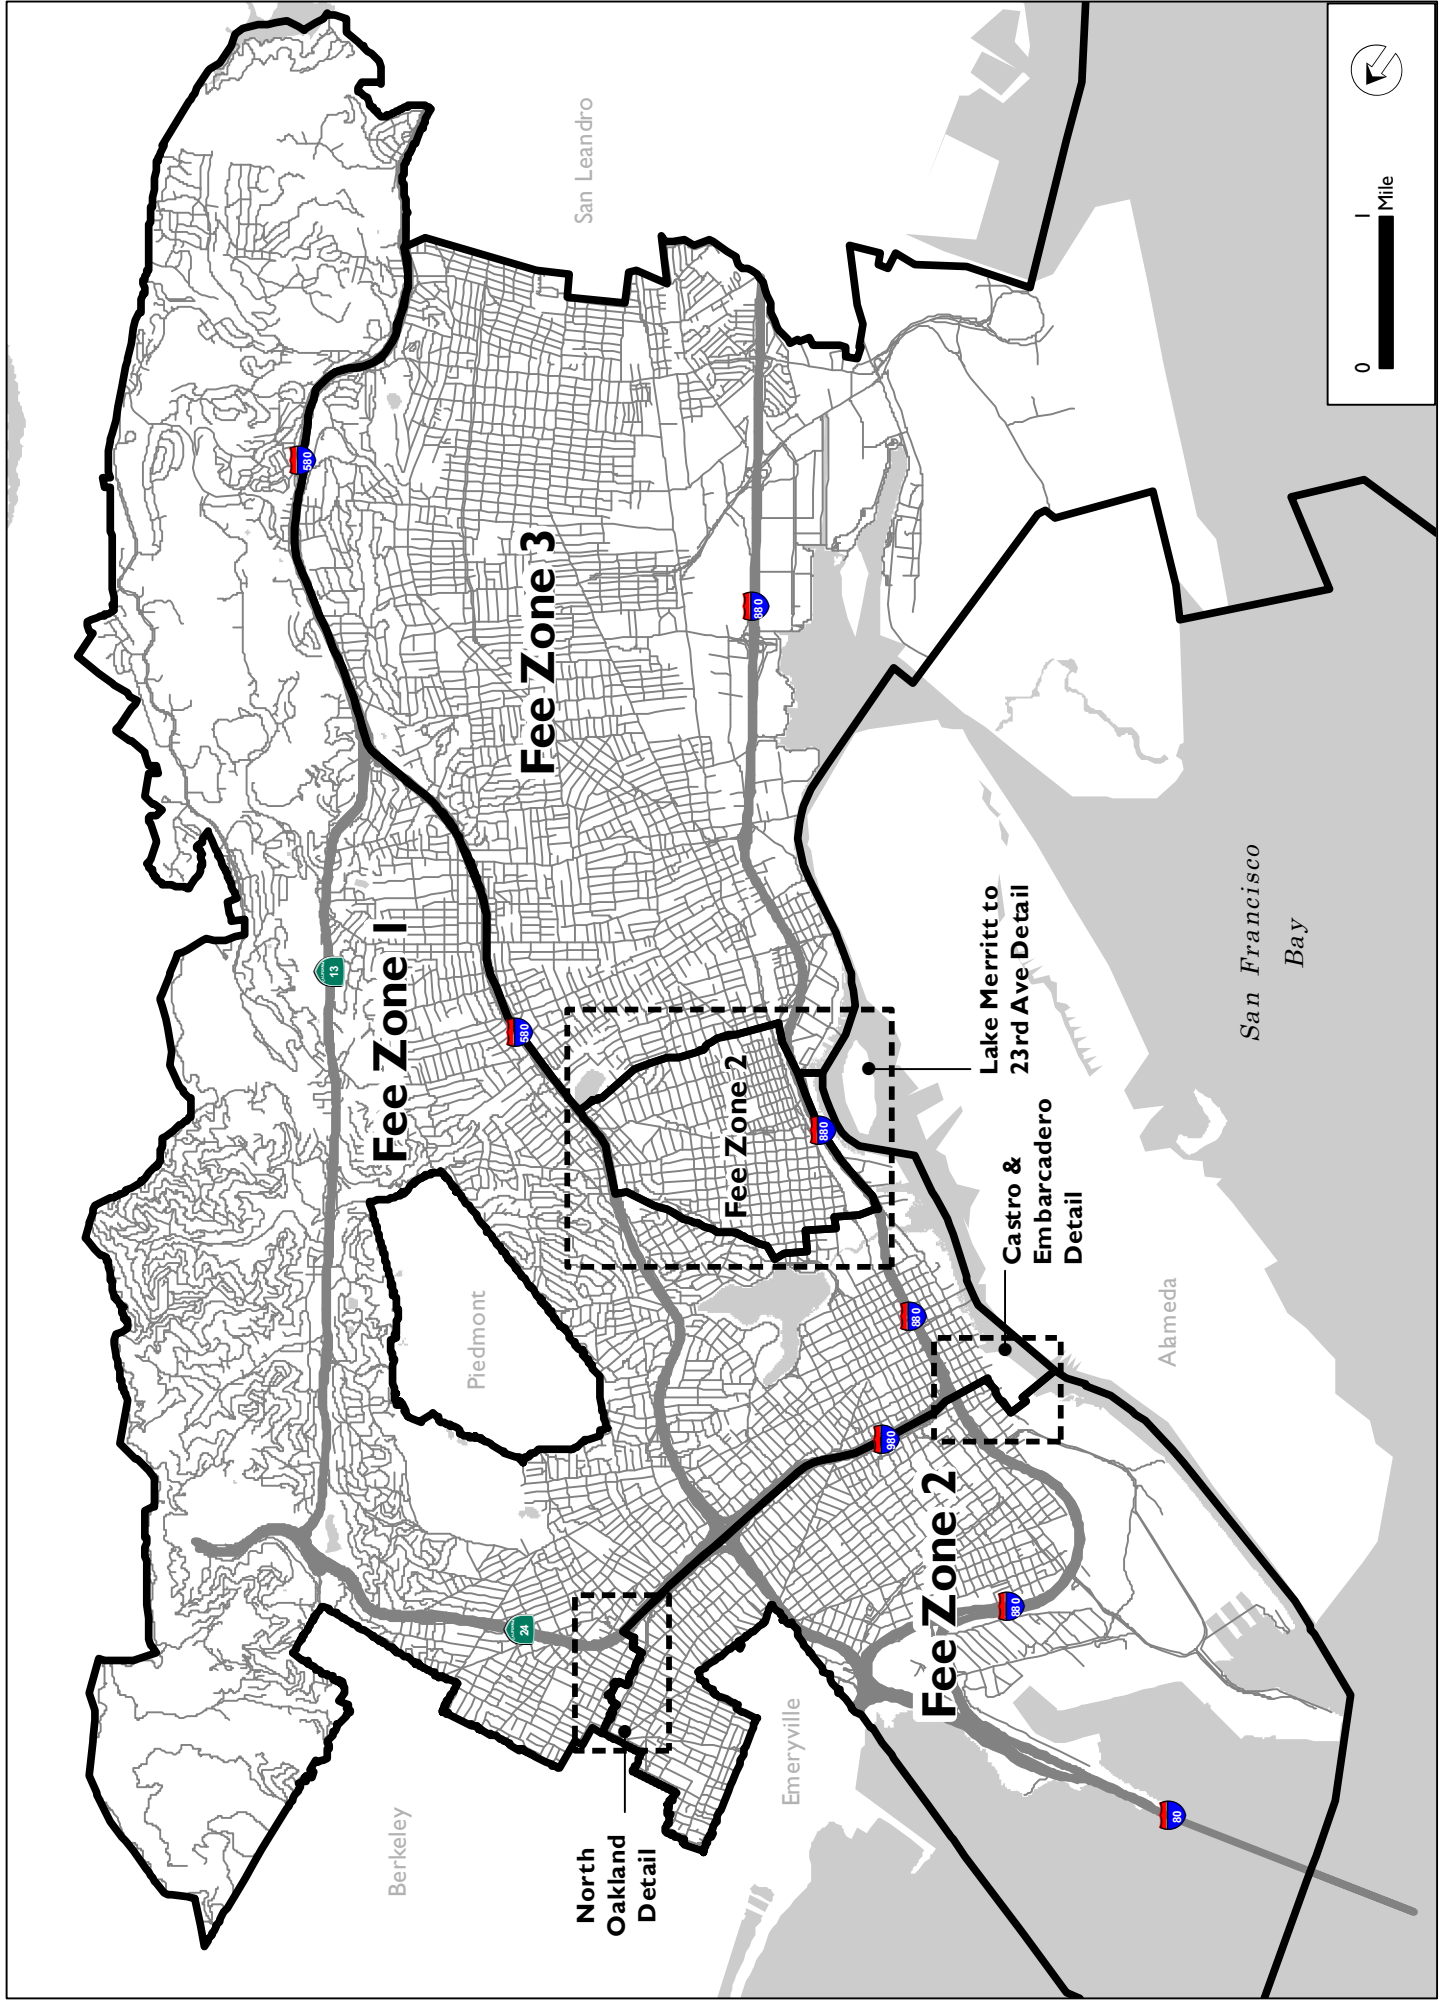 Berkeley
North
Oakland
Detail
Emeryville
80
24
Fee Zone 2
880
980
Piedmont
Castro &
Embarcadero
Detail
Alameda
880
13
Fee Zone 1
580
Fee Zone 2
880
Lake Merritt to
23rd Ave Detail
San Francisco
Bay
Fee Zone 3
880
580
San Leandro
0
1
Mile